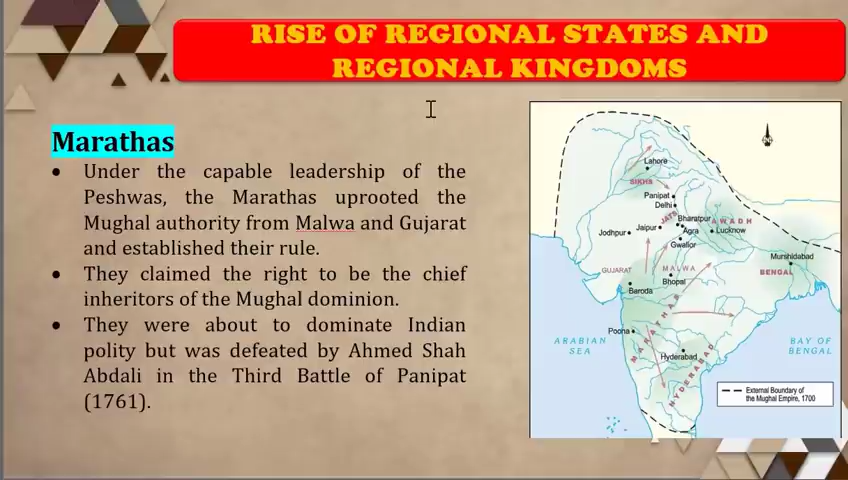 RISE OF REGIONAL STATES AND
REGIONAL KINGDOMS
Marathas
• Under the capable leadership of the
Peshwas, the Marathas uprooted the
Mughal authority from Malwa and Gujarat
and established their rule.
• They claimed the right to be the chief
inheritors of the Mughal dominion.
• They were about to dominate Indian
polity but was defeated by Ahmed Shah
Abdali in the Third Battle of Panipat
(1761).
Lahore
SIKHS
Panipat
Delhi
JATS
Bharatpur
AWADH
Jodhpur
Jaipur
Agra
Lucknow
Gwalior
Murshidabad
GUJARAT
MALWA
BENGAL
Bhopal
Baroda
MARATHAS
Poona
ARABIAN
SEA
BAY OF
BENGAL
Hyderabad
HYDERABAD
External Boundary of
the Mughal Empire, 1700